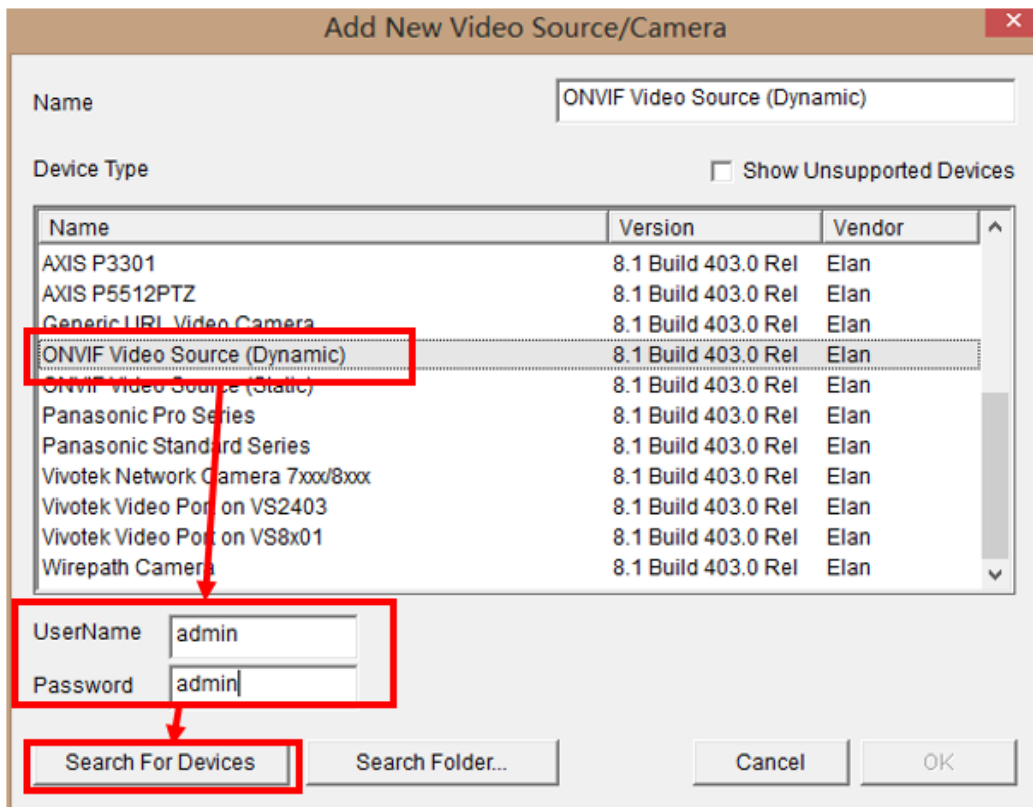 Add New Video Source/Camera
Name ONVIF Video Source (Dynamic)
Device Type Show Unsupported Devices
Name Version Vendor
AXIS P3301 8.1 Build 403.0 Rel Elan
AXIS P5512PTZ 8.1 Build 403.0 Rel Elan
Generic URL Video Camera 8.1 Build 403.0 Rel Elan
ONVIF Video Source (Dynamic) 8.1 Build 403.0 Rel Elan
ONVIF Video Source (Static) 8.1 Build 403.0 Rel Elan
Panasonic Pro Series 8.1 Build 403.0 Rel Elan
Panasonic Standard Series 8.1 Build 403.0 Rel Elan
Vivotek Network Camera 7xxx/8xxx 8.1 Build 403.0 Rel Elan
Vivotek Video Port on VS2403 8.1 Build 403.0 Rel Elan
Vivotek Video Port on VS8x01 8.1 Build 403.0 Rel Elan
Wirepath Camera 8.1 Build 403.0 Rel Elan
UserName admin
Password admin
Search For Devices Search Folder... Cancel OK